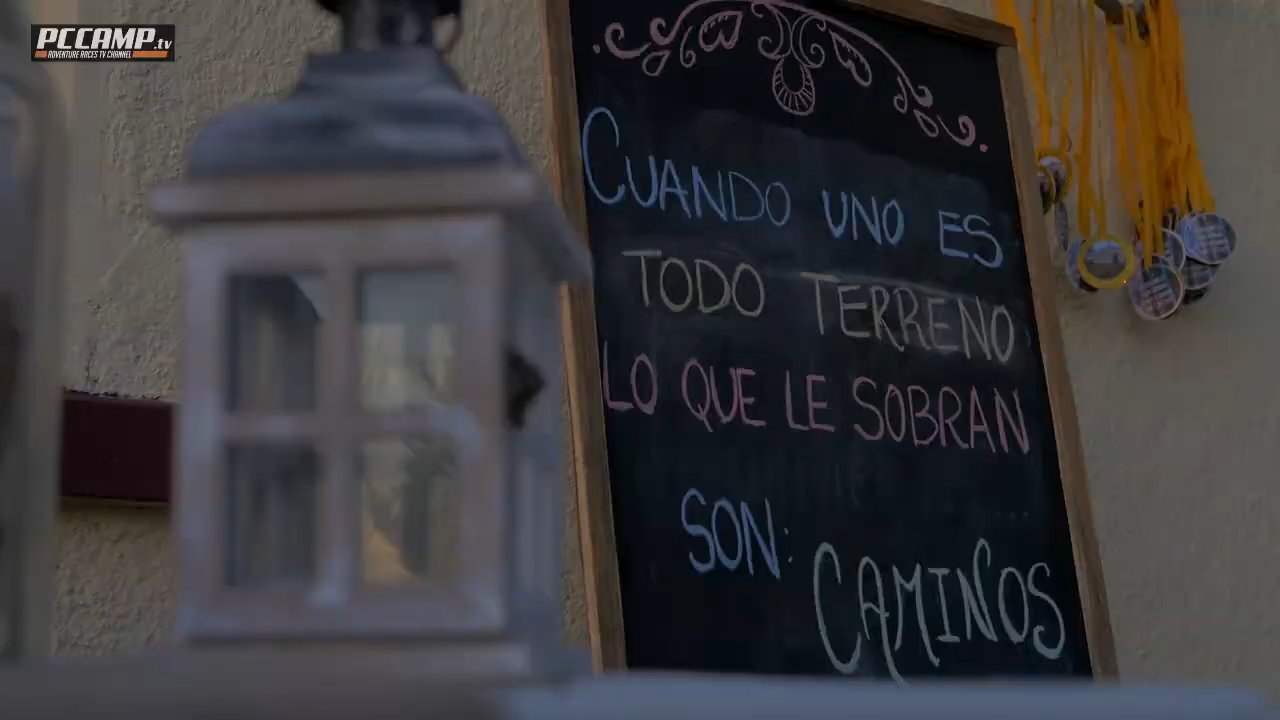 PCCAMP.tv
ADVENTURE RACES TV CHANNEL
CUANDO UNO ES
TODO TERRENO
LO QUE LE SOBRAN
SON:
CAMINOS